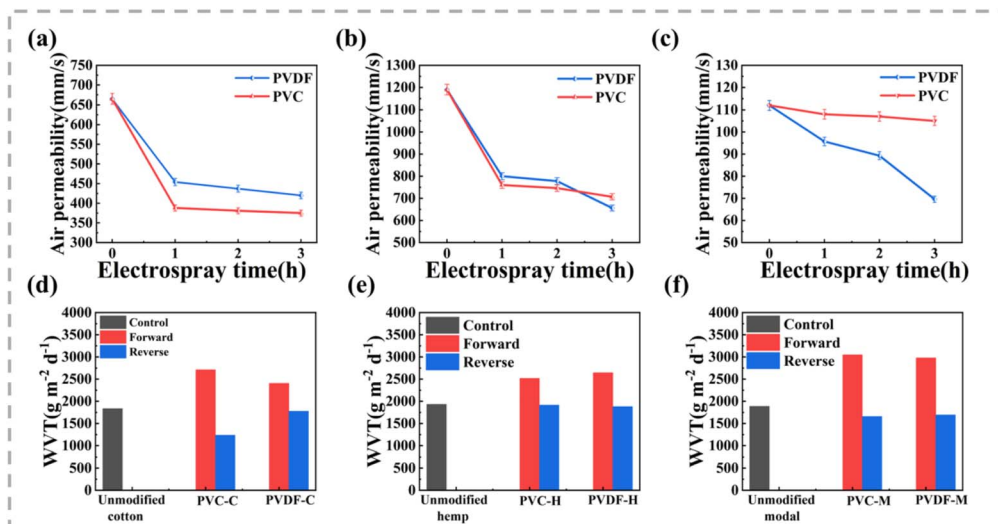 (a)
Air permeability(mm/s)
750
700
650
600
550
500
450
400
350
300
PVDF
PVC
0 1 2 3
Electrospray time(h)
(b)
Air permeability(mm/s)
1300
1200
1100
1000
900
800
700
600
500
PVDF
PVC
0 1 2 3
Electrospray time(h)
(c)
Air permeability(mm/s)
130
120
110
100
90
80
70
60
50
PVDF
PVC
0 1 2 3
Electrospray time(h)
(d)
WVT(g m⁻² d⁻¹)
4000
3500
3000
2500
2000
1500
1000
500
0
Control
Forward
Reverse
Unmodified PVC-C PVDF-C
cotton
(e)
WVT(g m⁻² d⁻¹)
4000
3500
3000
2500
2000
1500
1000
500
0
Control
Forward
Reverse
Unmodified PVC-H PVDF-H
hemp
(f)
WVT(g m⁻² d⁻¹)
4000
3500
3000
2500
2000
1500
1000
500
0
Control
Forward
Reverse
Unmodified PVC-M PVDF-M
modal